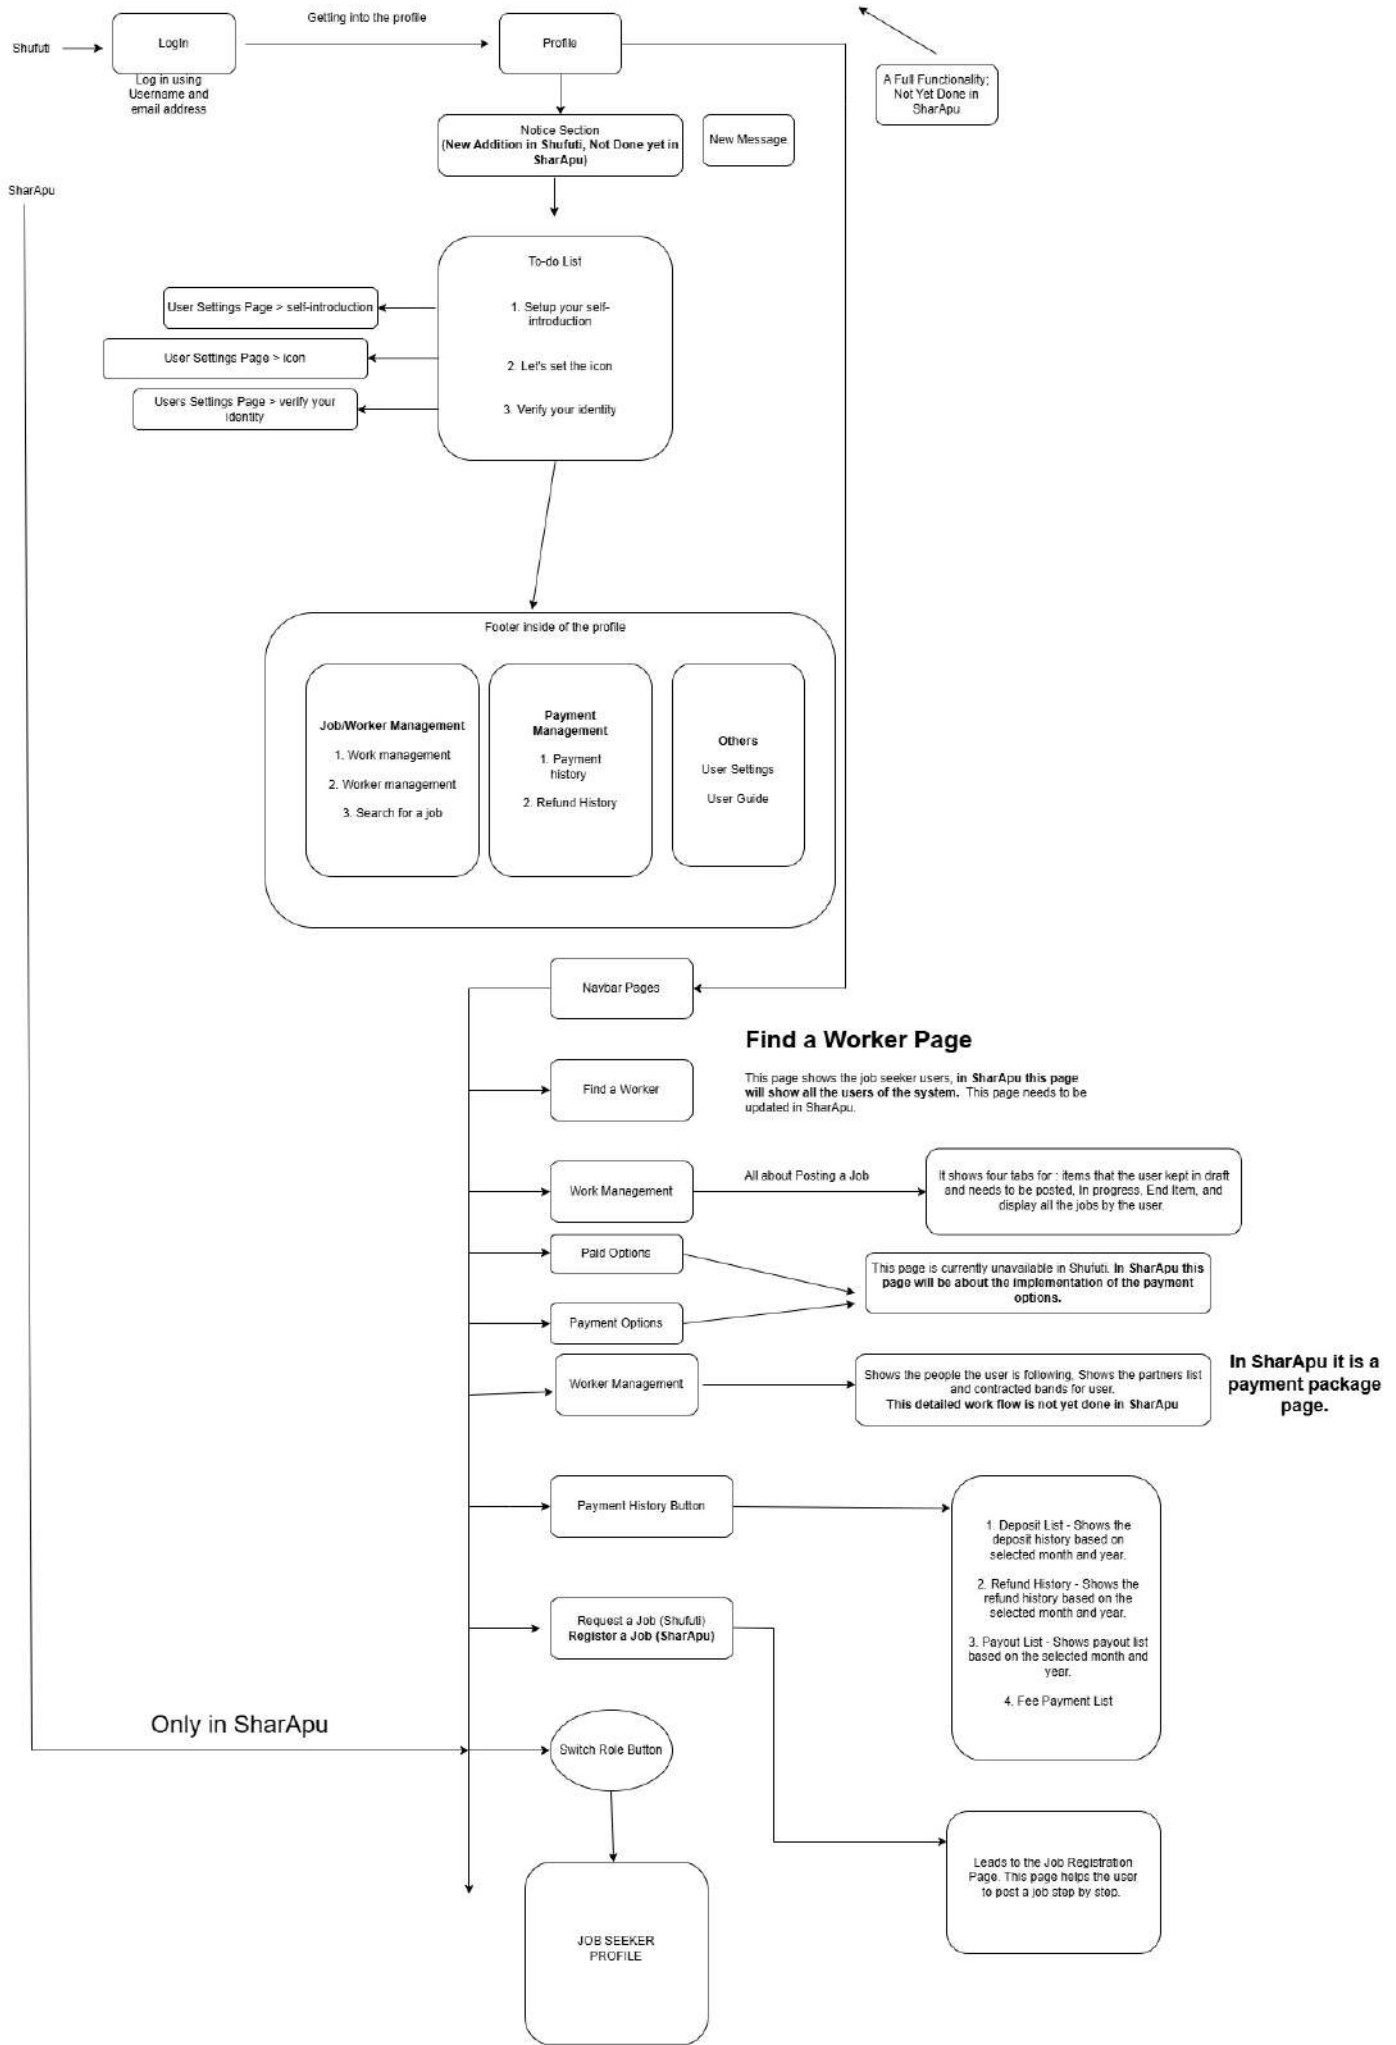 Getting into the profile
Shufuti
LogIn
Profile
Log in using
Username and
email address
A Full Functionality;
Not Yet Done in
SharApu
Notice Section
(New Addition in Shufuti, Not Done yet in
SharApu)
New Message
SharApu
To-do List
1. Setup your self-
introduction
2. Let's set the icon
3. Verify your identity
User Settings Page > self-introduction
User Settings Page > icon
Users Settings Page > verify your
identity
Footer inside of the profile
Job/Worker Management
1. Work management
2. Worker management
3. Search for a job
Payment
Management
1. Payment
history
2. Refund History
Others
User Settings
User Guide
Navbar Pages
Find a Worker Page
This page shows the job seeker users, in SharApu this page
will show all the users of the system. This page needs to be
updated in SharApu.
Find a Worker
Work Management
All about Posting a Job
It shows four tabs for : items that the user kept in draft
and needs to be posted, In progress, End Item, and
display all the jobs by the user.
Paid Options
This page is currently unavailable in Shufuti. In SharApu this
page will be about the implementation of the payment
options.
Payment Options
Worker Management
Shows the people the user is following, Shows the partners list
and contracted bands for user.
This detailed work flow is not yet done in SharApu
In SharApu it is a
payment package
page.
Payment History Button
1. Deposit List - Shows the
deposit history based on
selected month and year.
2. Refund History - Shows the
refund history based on the
selected month and year.
3. Payout List - Shows payout list
based on the selected month and
year.
4. Fee Payment List
Request a Job (Shufuti)
Register a Job (SharApu)
Only in SharApu
Switch Role Button
Leads to the Job Registration
Page. This page helps the user
to post a job step by step.
JOB SEEKER
PROFILE